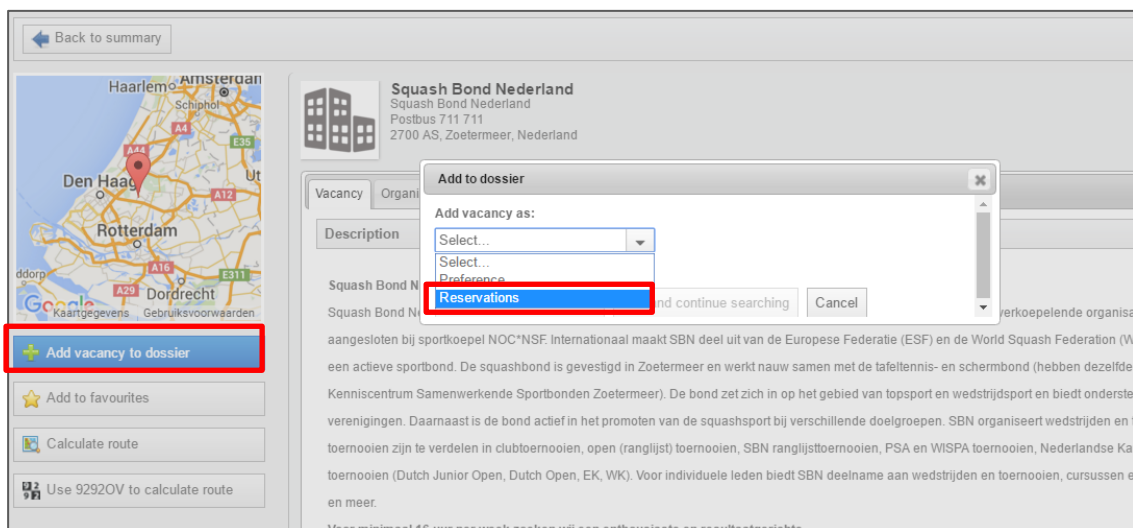 Back to summary
Haarlem
Amsterdam
Schiphol
A4
A44
E35
Den Haag
Ut
A12
Rotterdam
A16
E311
ddorp
A29
Dordrecht
Google
Kaartgegevens Gebruiksvoorwaarden
Add vacancy to dossier
Add to favourites
Calculate route
Use 9292OV to calculate route
Squash Bond Nederland
Squash Bond Nederland
Postbus 711 711
2700 AS, Zoetermeer, Nederland
Vacancy Organi
Description
Add to dossier
Add vacancy as:
Select...
Select...
Preference
Reservations
nd continue searching Cancel
Squash Bond N
Squash Bond Ne verkoepelende organisa
aangesloten bij sportkoepel NOC*NSF. Internationaal maakt SBN deel uit van de Europese Federatie (ESF) en de World Squash Federation (W
een actieve sportbond. De squashbond is gevestigd in Zoetermeer en werkt nauw samen met de tafeltennis- en schermbond (hebben dezelfde
Kenniscentrum Samenwerkende Sportbonden Zoetermeer). De bond zet zich in op het gebied van topsport en wedstrijdsport en biedt onderste
verenigingen. Daarnaast is de bond actief in het promoten van de squashsport bij verschillende doelgroepen. SBN organiseert wedstrijden en
toernooien zijn te verdelen in clubtoernooien, open (ranglijst) toernooien, SBN ranglijsttoernooien, PSA en WISPA toernooien, Nederlandse Ka
toernooien (Dutch Junior Open, Dutch Open, EK, WK). Voor individuele leden biedt SBN deelname aan wedstrijden en toernooien, cursussen e
en meer.